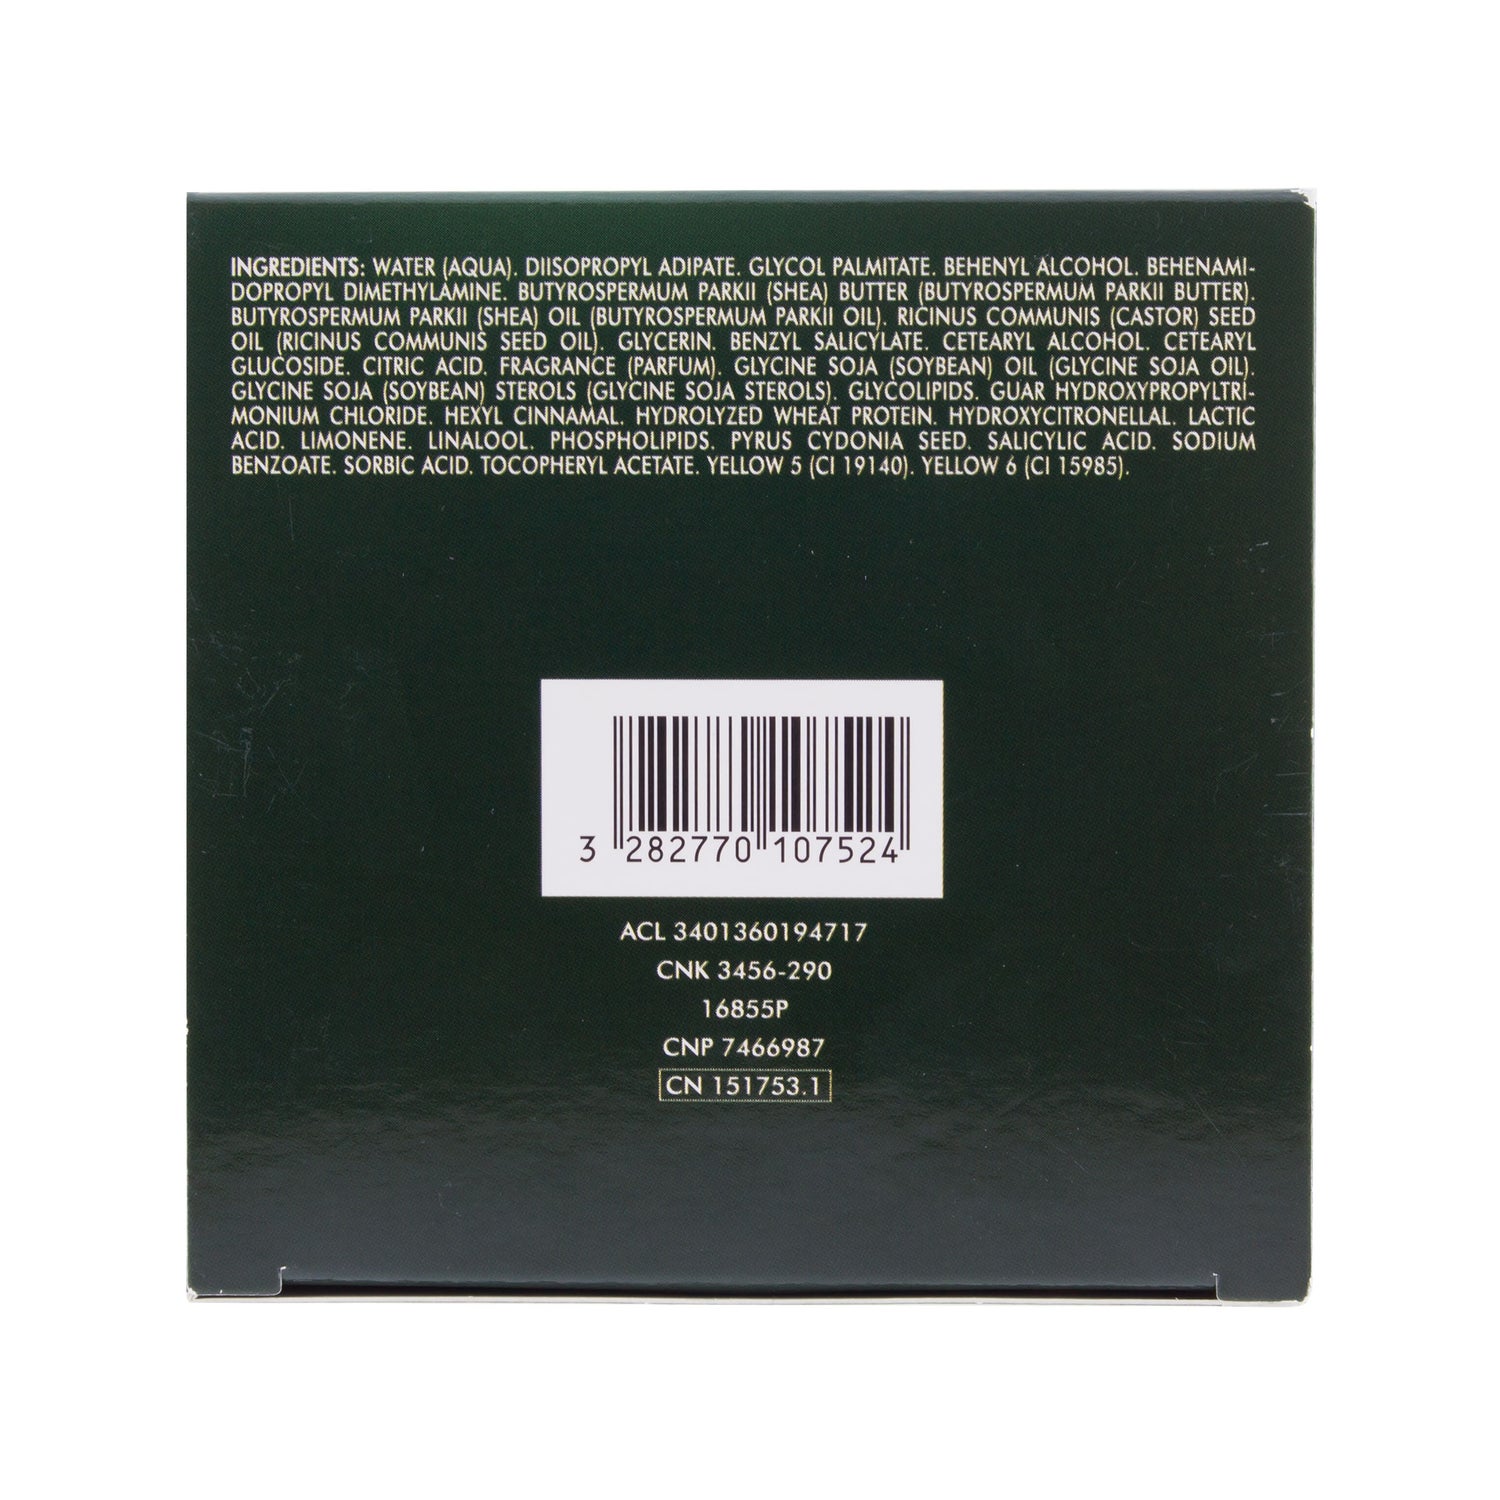 INGREDIENTS: WATER (AQUA). DIISOPROPYL ADIPATE. GLYCOL PALMITATE. BEHENYL ALCOHOL. BEHENAMI-
DOPROPYL DIMETHYLAMINE. BUTYROSPERMUM PARKII (SHEA) BUTTER (BUTYROSPERMUM PARKII BUTTER).
BUTYROSPERMUM PARKII (SHEA) OIL (BUTYROSPERMUM PARKII OIL). RICINUS COMMUNIS (CASTOR) SEED
OIL (RICINUS COMMUNIS SEED OIL). GLYCERIN. BENZYL SALICYLATE. CETEARYL ALCOHOL. CETEARYL
GLUCOSIDE. CITRIC ACID. FRAGRANCE (PARFUM). GLYCINE SOJA (SOYBEAN) OIL (GLYCINE SOJA OIL).
GLYCINE SOJA (SOYBEAN) STEROLS (GLYCINE SOJA STEROLS). GLYCOLIPIDS. GUAR HYDROXYPROPYLTRI-
MONIUM CHLORIDE. HEXYL CINNAMAL. HYDROLYZED WHEAT PROTEIN. HYDROXYCITRONELLAL. LACTIC
ACID. LIMONENE. LINALOOL. PHOSPHOLIPIDS. PYRUS CYDONIA SEED. SALICYLIC ACID. SODIUM
BENZOATE. SORBIC ACID. TOCOPHERYL ACETATE. YELLOW 5 (CI 19140). YELLOW 6 (CI 15985).
3 282770 107524
ACL 3401360194717
CNK 3456-290
16855P
CNP 7466987
CN 151753.1